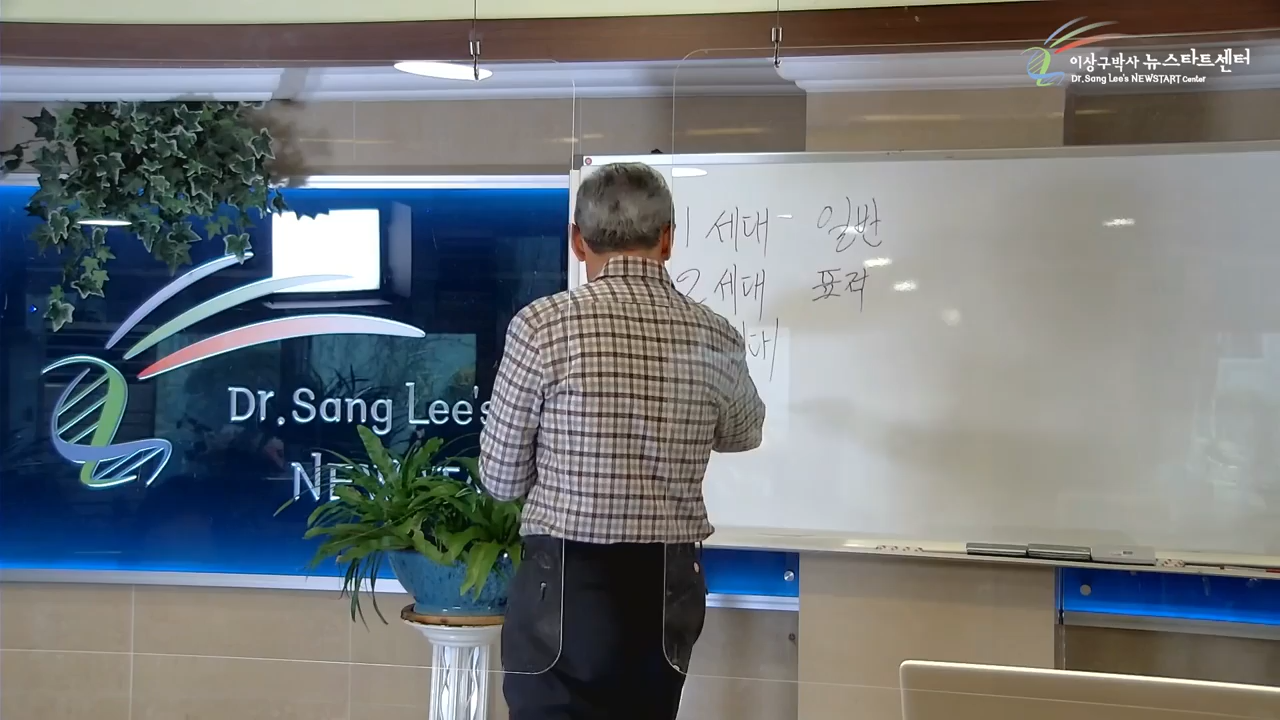 이상구박사 뉴스타트센터
Dr. Sang Lee's NEWSTART Center
1 세대 일반
2 세대 표적
대
Dr.Sang Lee's